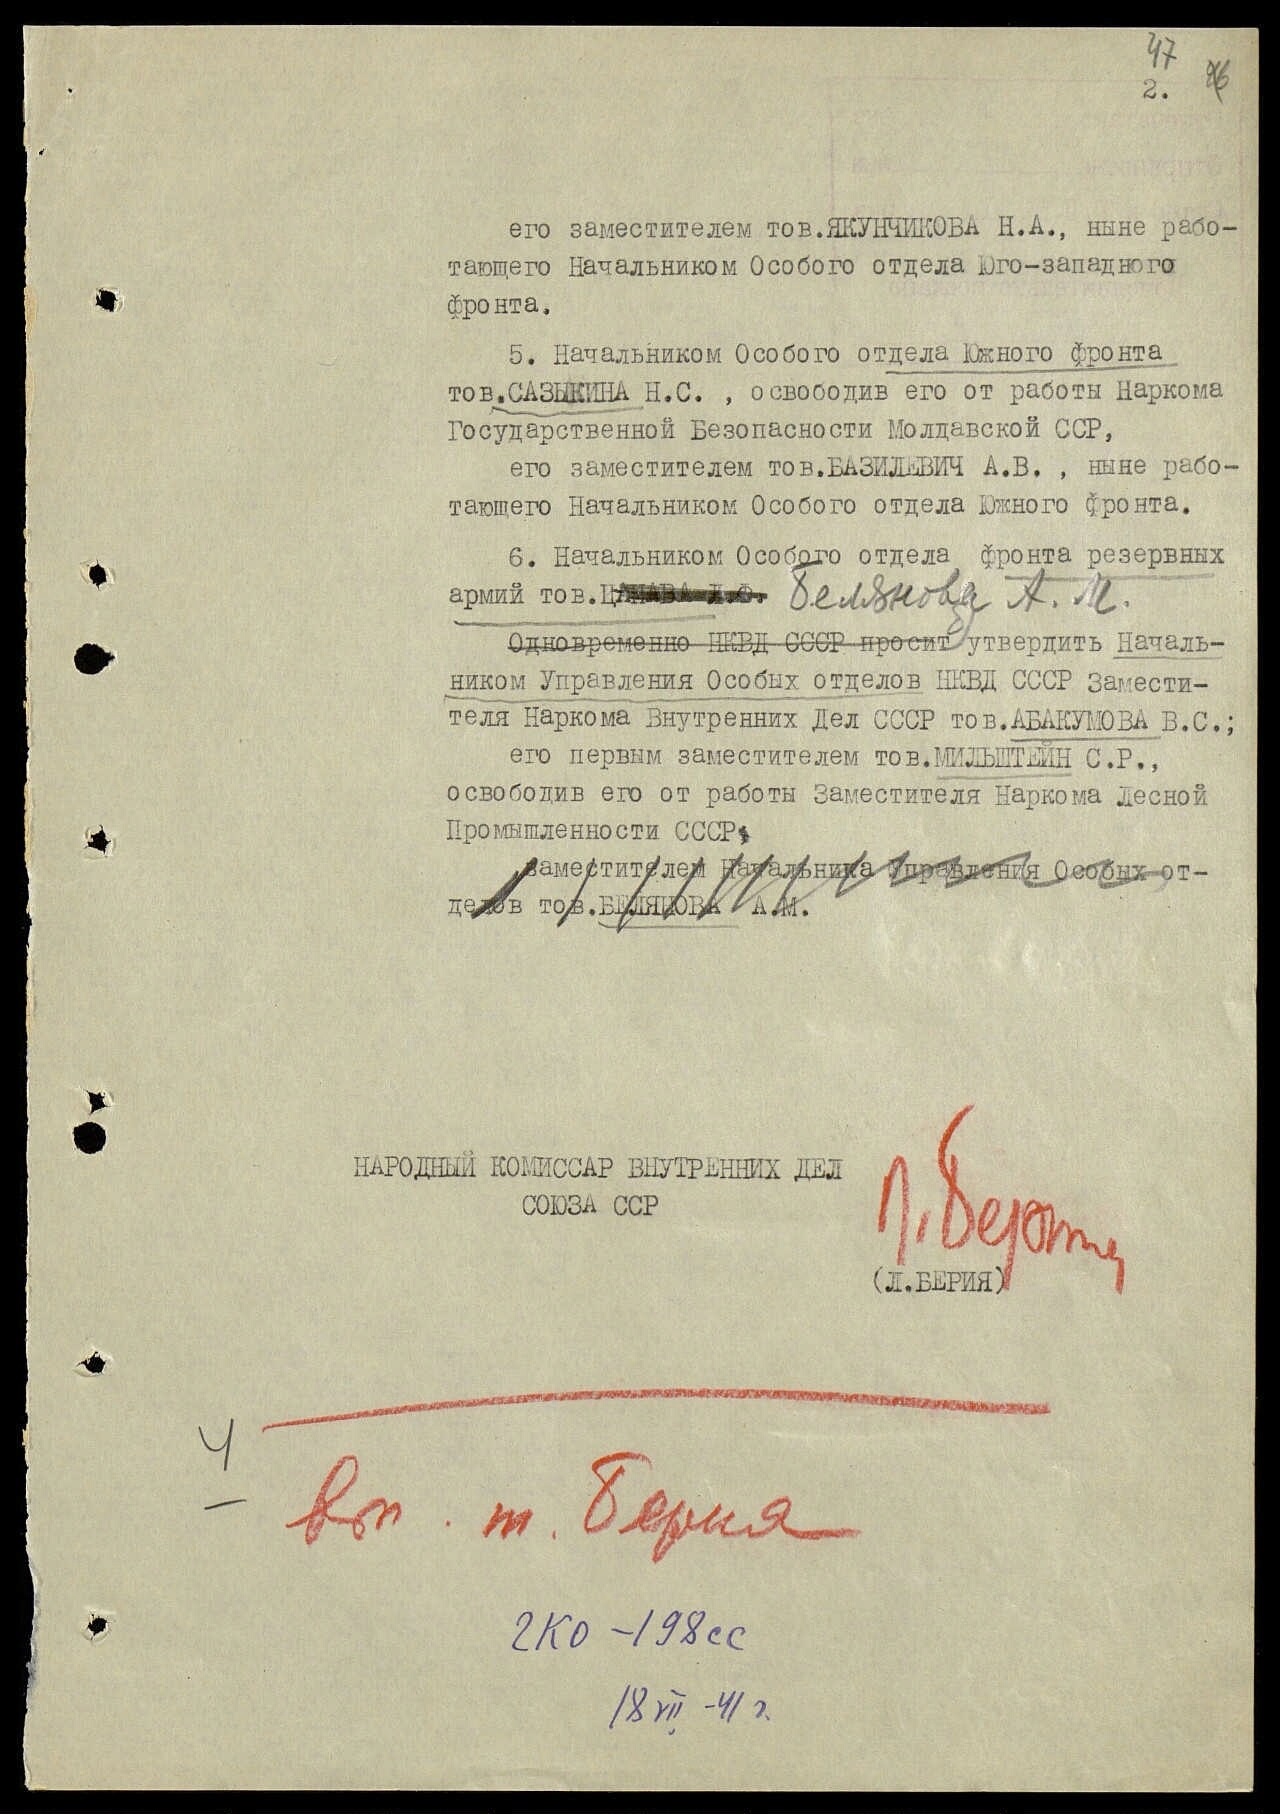 47
2.
его заместителем тов.ЯКУНЧИКОВА Н.А., ныне рабо-
тающего Начальником Особого отдела Юго-западного
фронта.
5. Начальником Особого отдела Южного фронта
тов.САЗЫКИНА Н.С. , освободив его от работы Наркома
Государственной Безопасности Молдавской ССР,
его заместителем тов.БАЗИЛЕВИЧ А.В. , ныне рабо-
тающего Начальником Особого отдела Южного фронта.
6. Начальником Особого отдела фронта резервных
армий тов.ЦАНАВА Л.Ф. Белянова А. М.
Одновременно НКВД СССР просит утвердить Началь-
ником Управления Особых отделов НКВД СССР Замести-
теля Наркома Внутренних Дел СССР тов.АБАКУМОВА В.С.;
его первым заместителем тов.МИЛЬШТЕЙН С.Р.,
освободив его от работы Заместителя Наркома Лесной
Промышленности СССР;
заместителем Начальника Управления Особых от-
делов тов.БЕЛЯНОВА А.М.
НАРОДНЫЙ КОМИССАР ВНУТРЕННИХ ДЕЛ
СОЮЗА ССР
Л. Берия
(Л.БЕРИЯ)
4
вп. т. Берия
ГКО -198сс
18 VII -41 г.